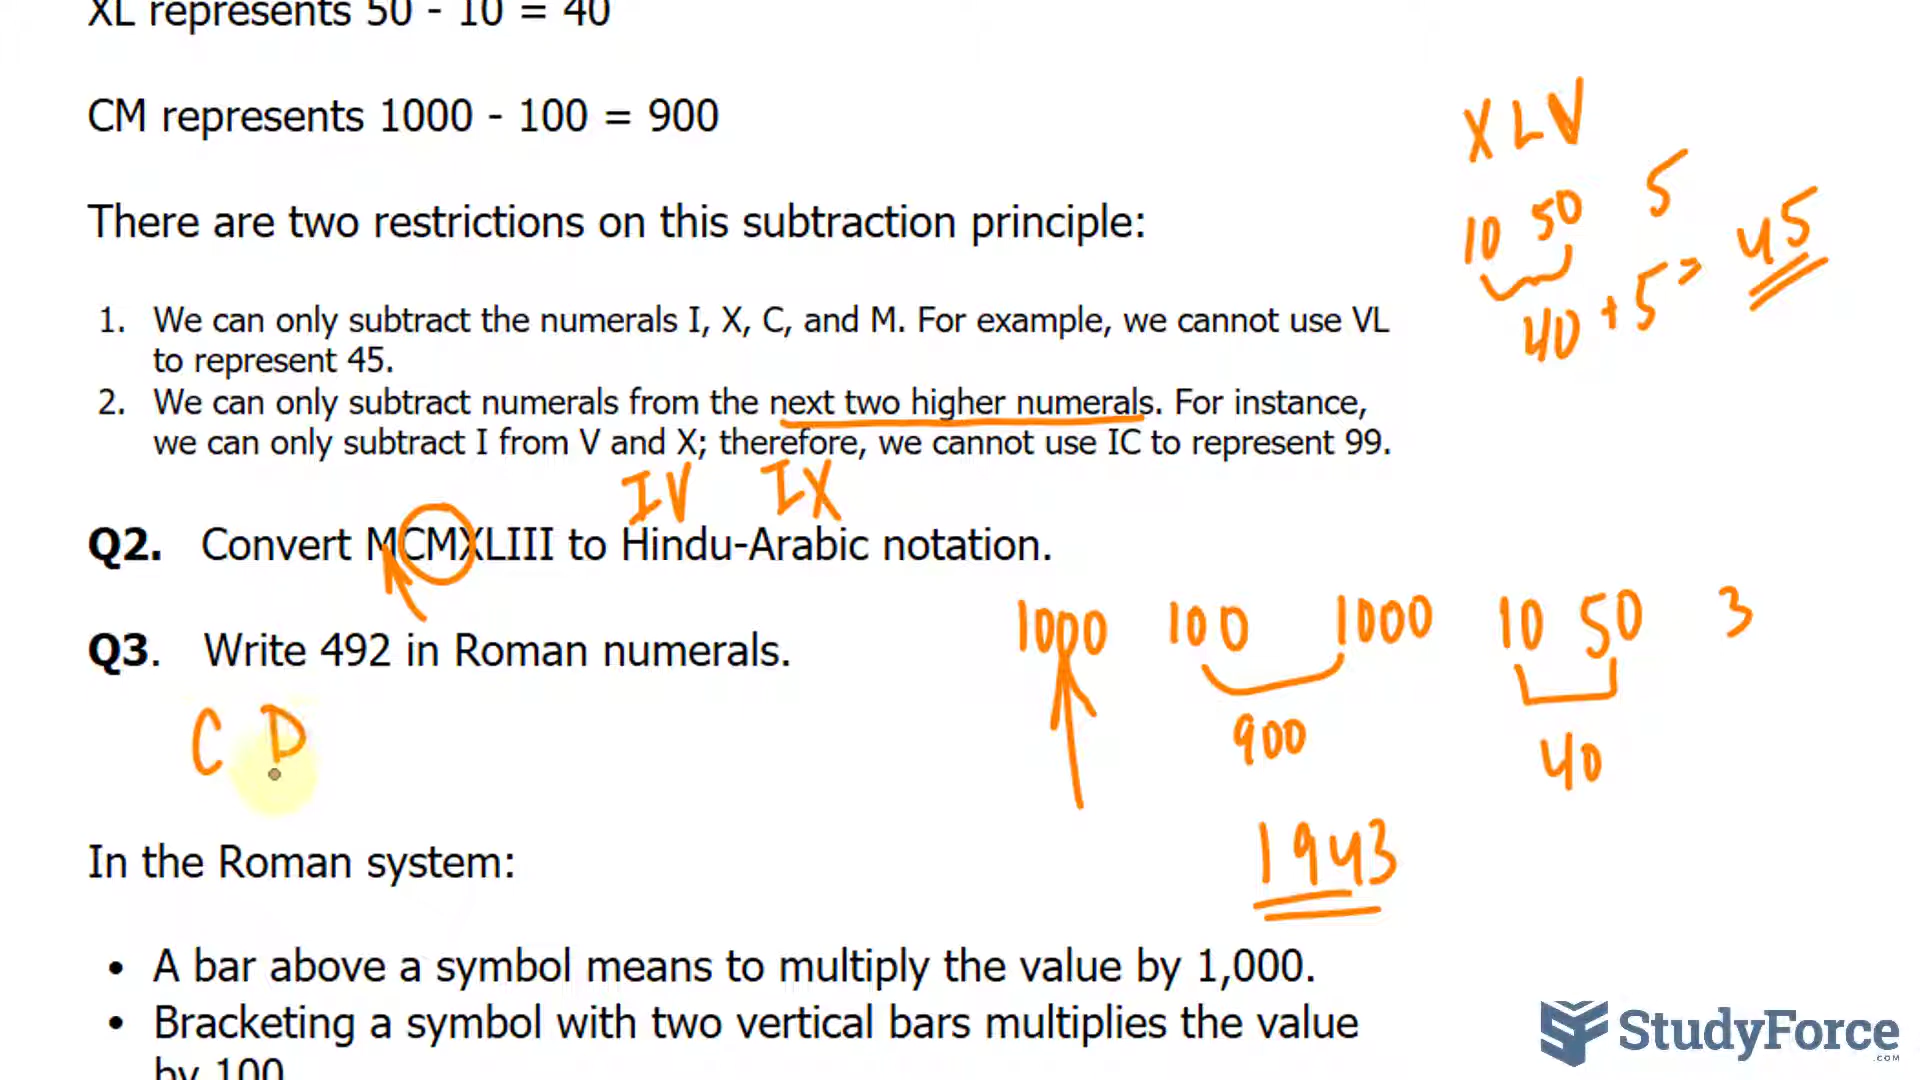 XL represents 50 - 10 = 40
CM represents 1000 - 100 = 900
There are two restrictions on this subtraction principle:
1. We can only subtract the numerals I, X, C, and M. For example, we cannot use VL
to represent 45.
2. We can only subtract numerals from the next two higher numerals. For instance,
we can only subtract I from V and X; therefore, we cannot use IC to represent 99.
XLV
10 50 5
40 + 5 = 45
IV IX
Q2. Convert MCMXLIII to Hindu-Arabic notation.
1000 100 1000 10 50 3
900 40
1943
Q3. Write 492 in Roman numerals.
C D
In the Roman system:
• A bar above a symbol means to multiply the value by 1,000.
• Bracketing a symbol with two vertical bars multiplies the value
by 100
StudyForce
.COM